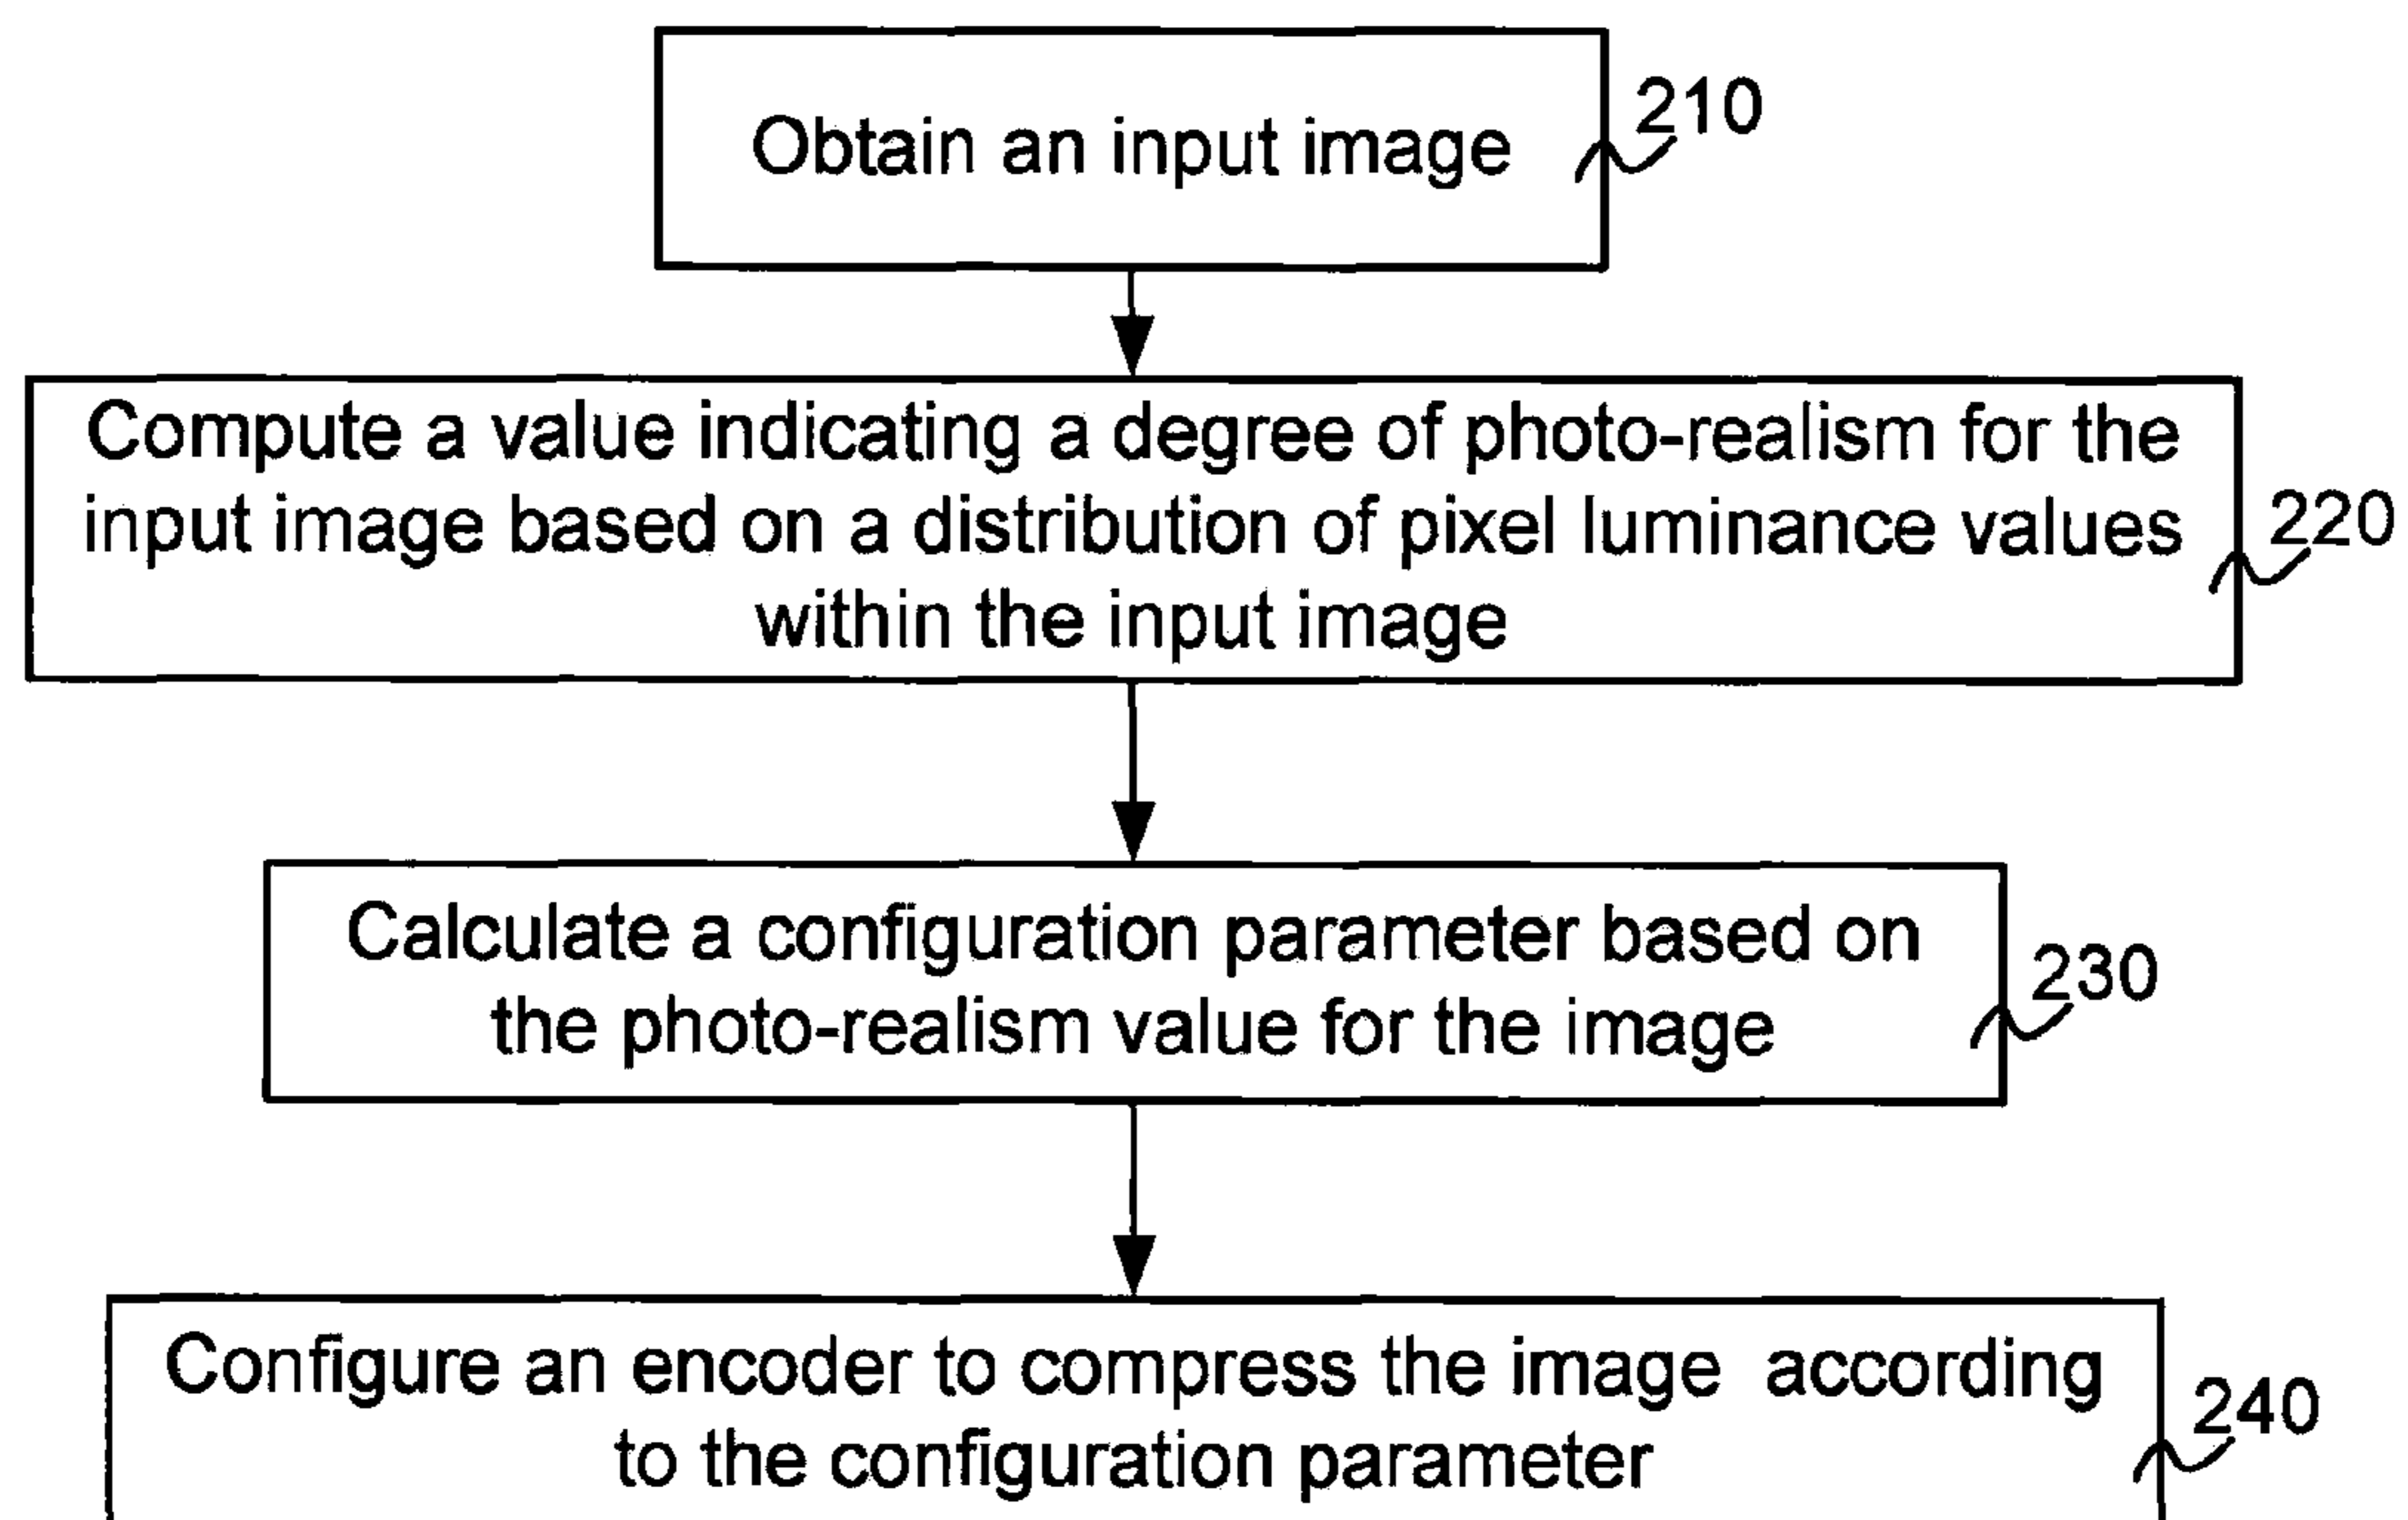 Obtain an input image
210
Compute a value indicating a degree of photo-realism for the
input image based on a distribution of pixel luminance values
within the input image
220
Calculate a configuration parameter based on
the photo-realism value for the image
230
Configure an encoder to compress the image according
to the configuration parameter
240